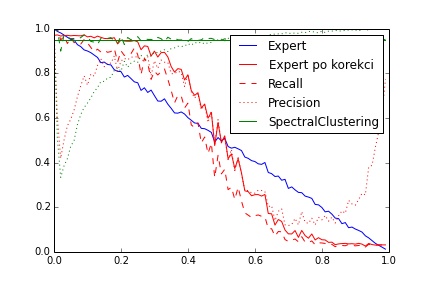 1.0
0.8
0.6
0.4
0.2
0.0
Expert
Expert po korekci
Recall
Precision
SpectralClustering
0.0 0.2 0.4 0.6 0.8 1.0